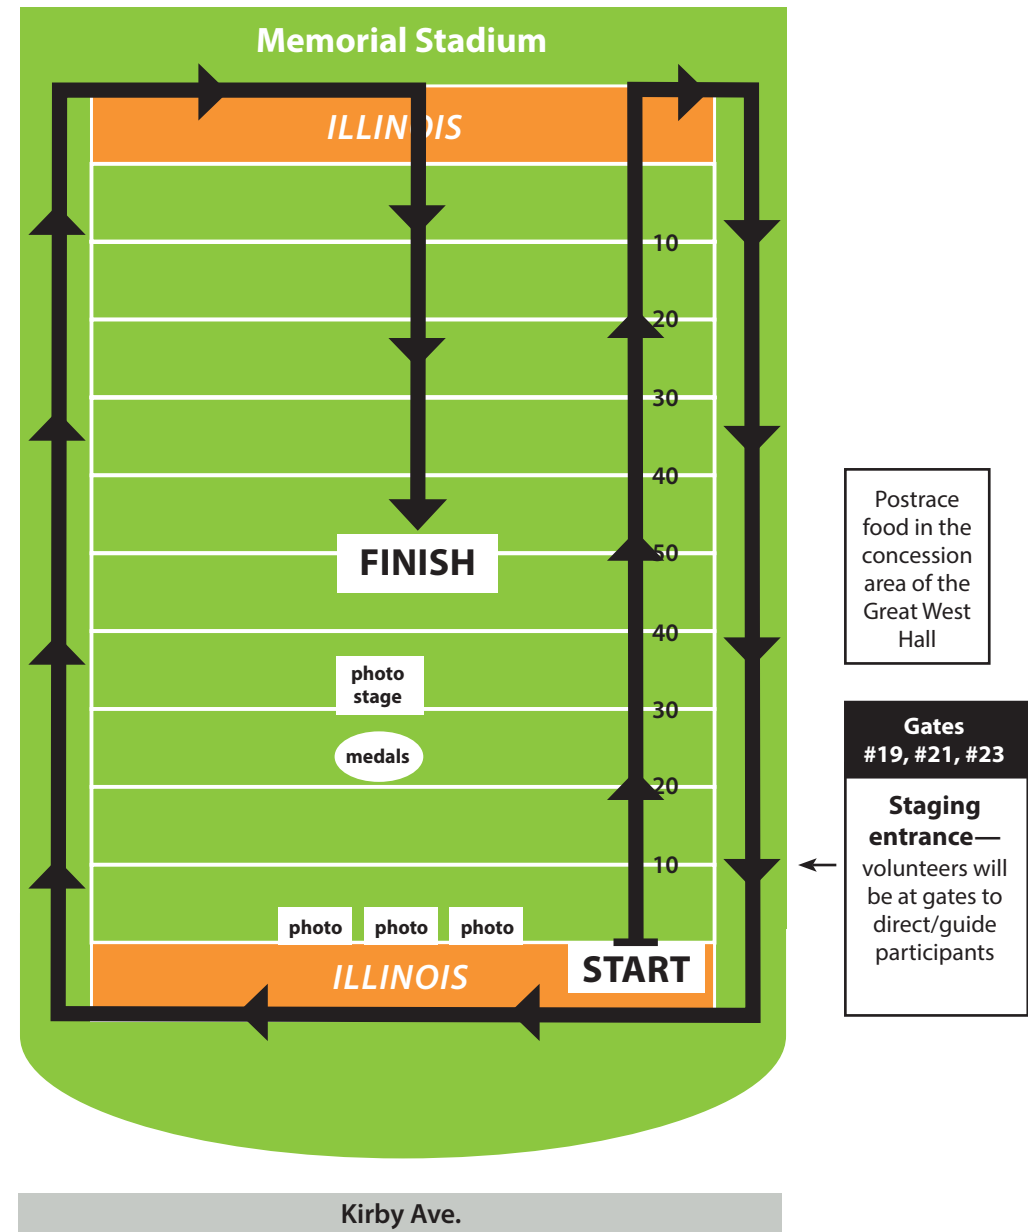 Memorial Stadium
ILLINOIS
10
20
30
40
FINISH
50
40
photo
stage
30
medals
20
10
photo photo photo
START
ILLINOIS
Postrace
food in the
concession
area of the
Great West
Hall
Gates
#19, #21, #23
Staging
entrance—
volunteers will
be at gates to
direct/guide
participants
Kirby Ave.